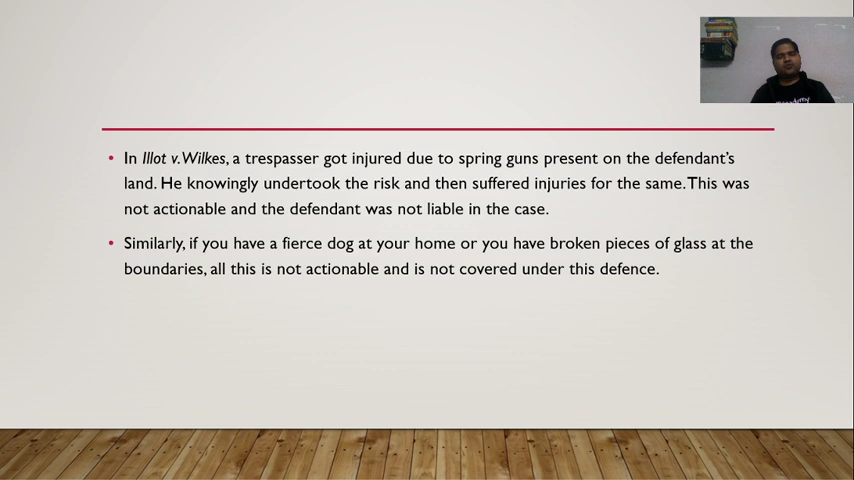 • In Illot v. Wilkes, a trespasser got injured due to spring guns present on the defendant’s
land. He knowingly undertook the risk and then suffered injuries for the same. This was
not actionable and the defendant was not liable in the case.
• Similarly, if you have a fierce dog at your home or you have broken pieces of glass at the
boundaries, all this is not actionable and is not covered under this defence.